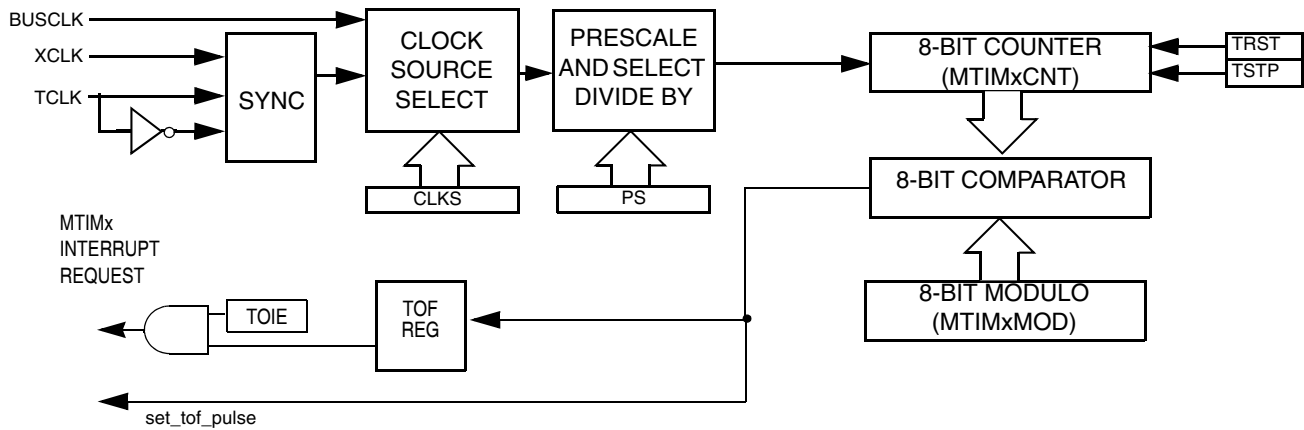 BUSCLK
XCLK
TCLK
SYNC
CLOCK
SOURCE
SELECT
PRESCALE
AND SELECT
DIVIDE BY
8-BIT COUNTER
(MTIMxCNT)
TRST
TSTP
CLKS
PS
8-BIT COMPARATOR
MTIMx
INTERRUPT
REQUEST
TOIE
TOF
REG
8-BIT MODULO
(MTIMxMOD)
set_tof_pulse